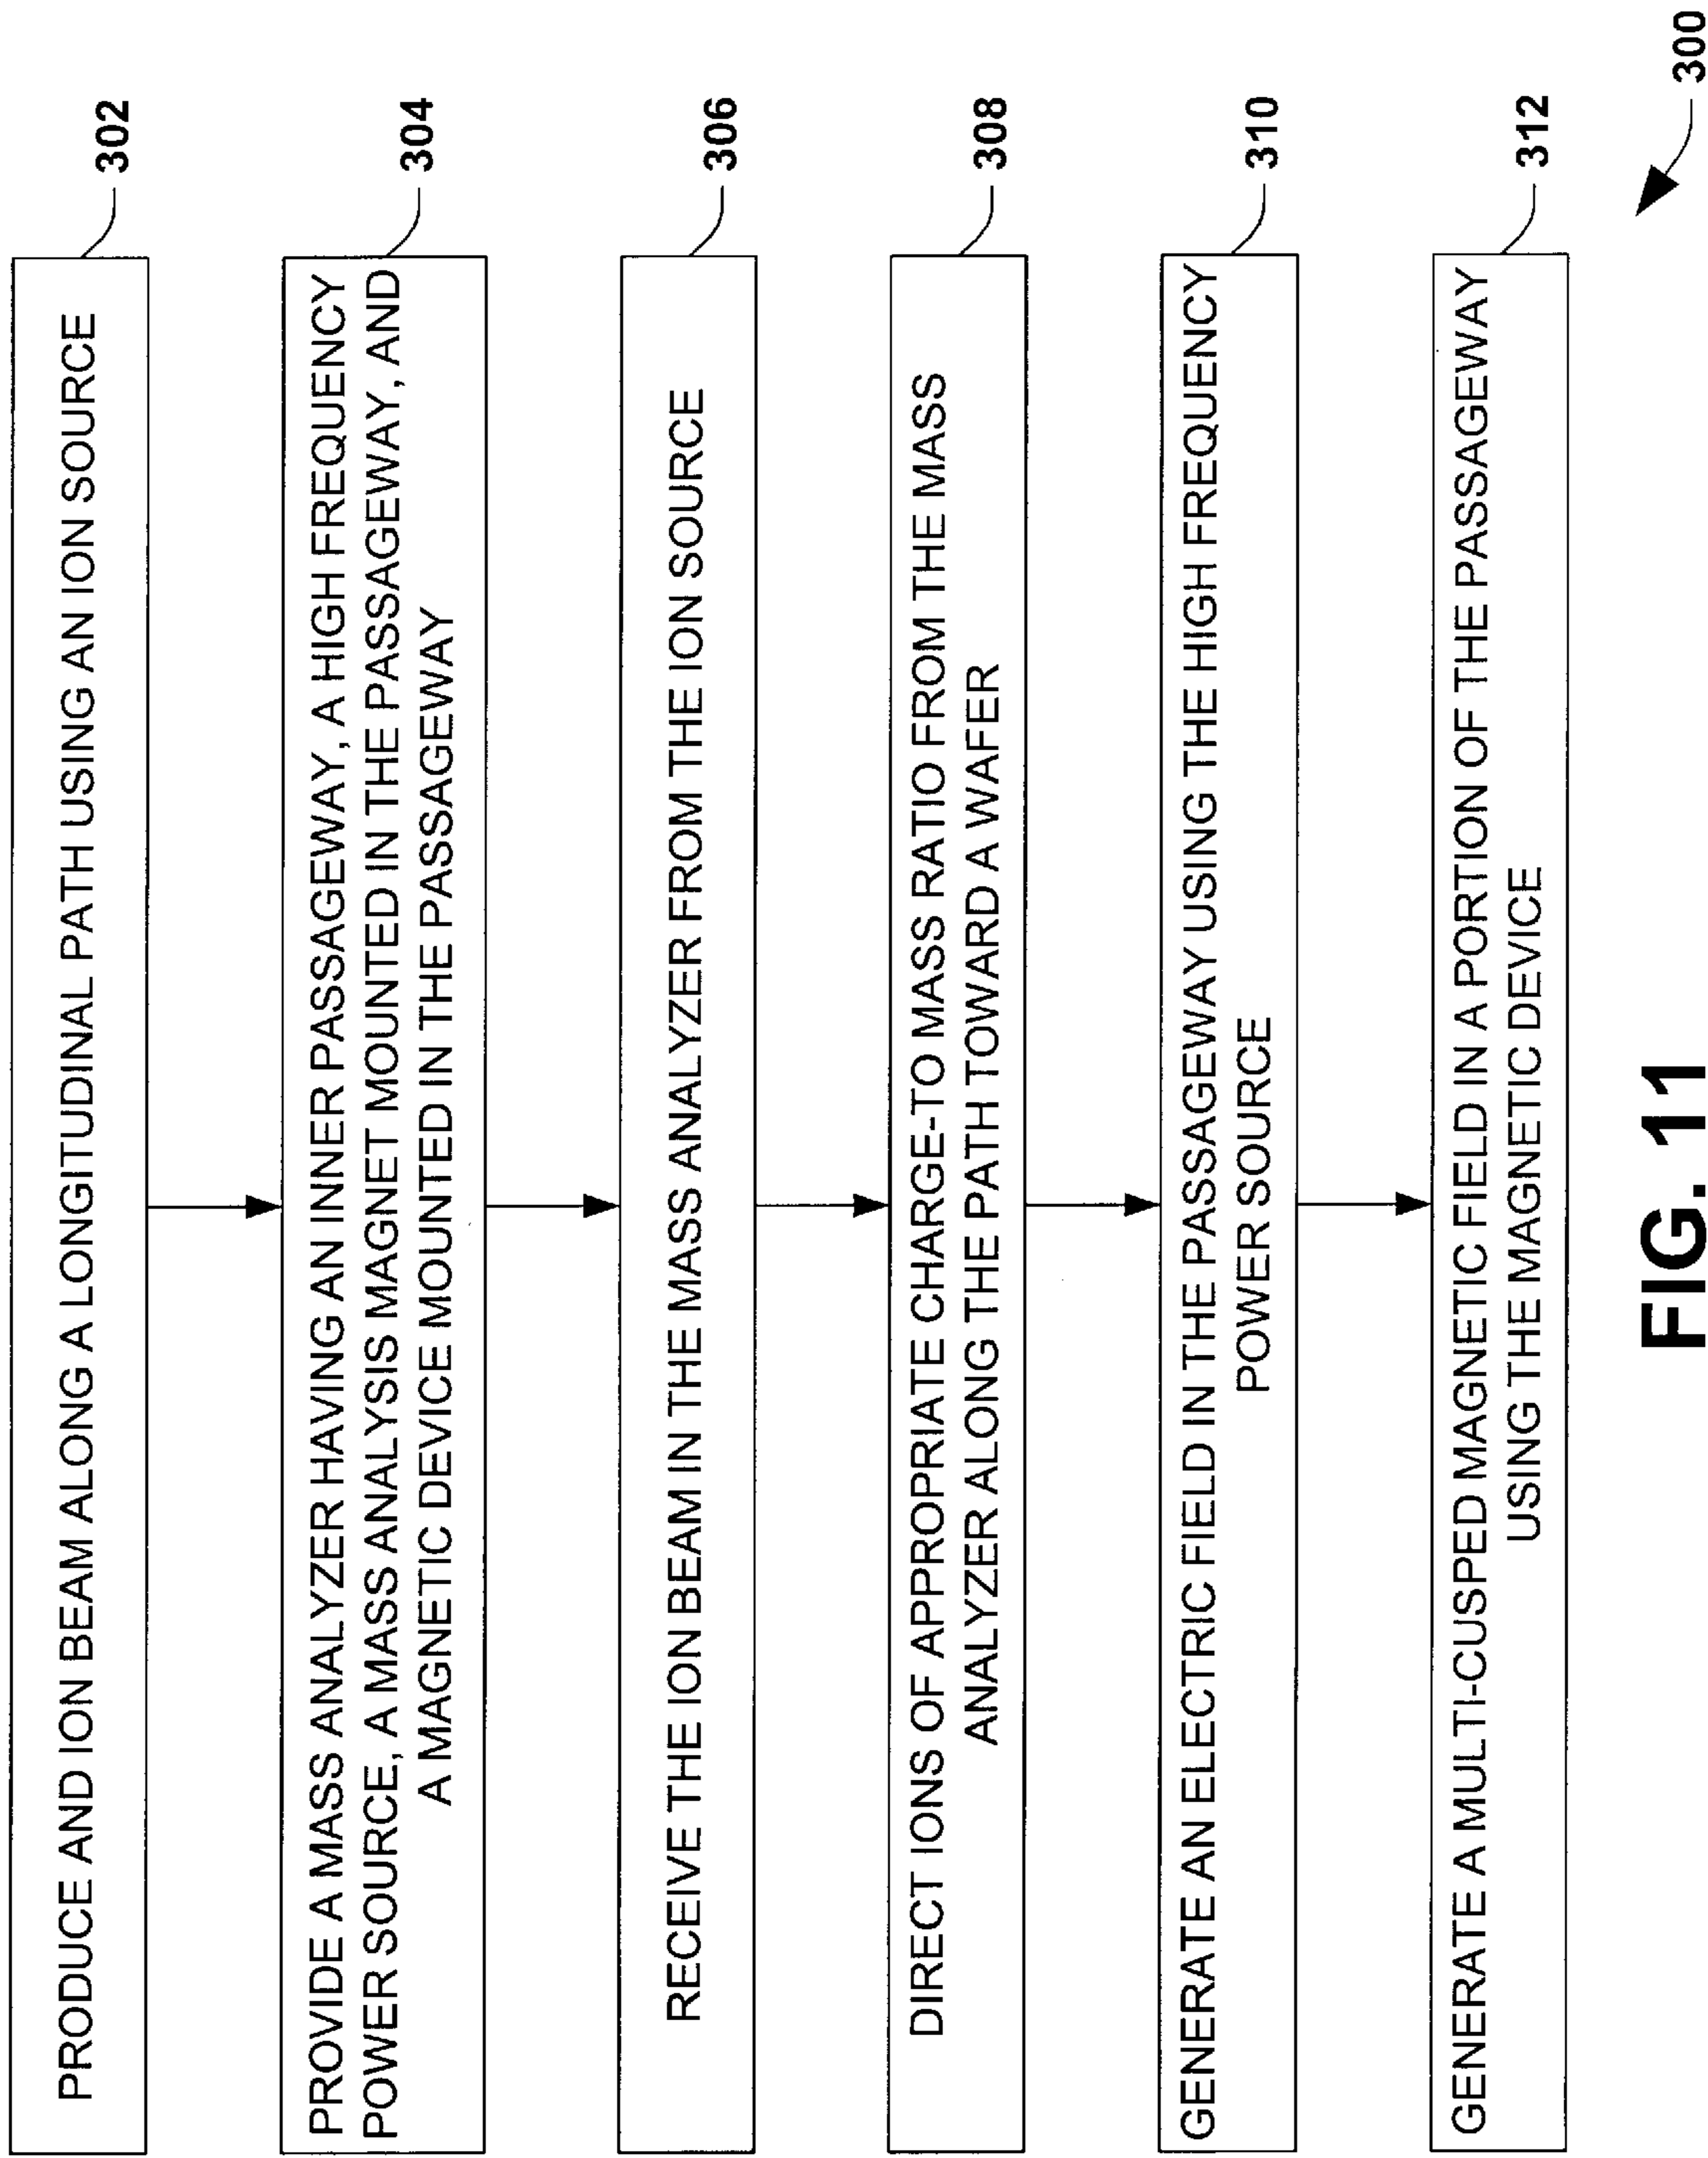 PRODUCE AND ION BEAM ALONG A LONGITUDINAL PATH USING AN ION SOURCE
302
PROVIDE A MASS ANALYZER HAVING AN INNER PASSAGEWAY, A HIGH FREQUENCY
POWER SOURCE, A MASS ANALYSIS MAGNET MOUNTED IN THE PASSAGEWAY, AND
A MAGNETIC DEVICE MOUNTED IN THE PASSAGEWAY
304
RECEIVE THE ION BEAM IN THE MASS ANALYZER FROM THE ION SOURCE
306
DIRECT IONS OF APPROPRIATE CHARGE-TO MASS RATIO FROM THE MASS
ANALYZER ALONG THE PATH TOWARD A WAFER
308
GENERATE AN ELECTRIC FIELD IN THE PASSAGEWAY USING THE HIGH FREQUENCY
POWER SOURCE
310
GENERATE A MULTI-CUSPED MAGNETIC FIELD IN A PORTION OF THE PASSAGEWAY
USING THE MAGNETIC DEVICE
312
300
FIG. 11